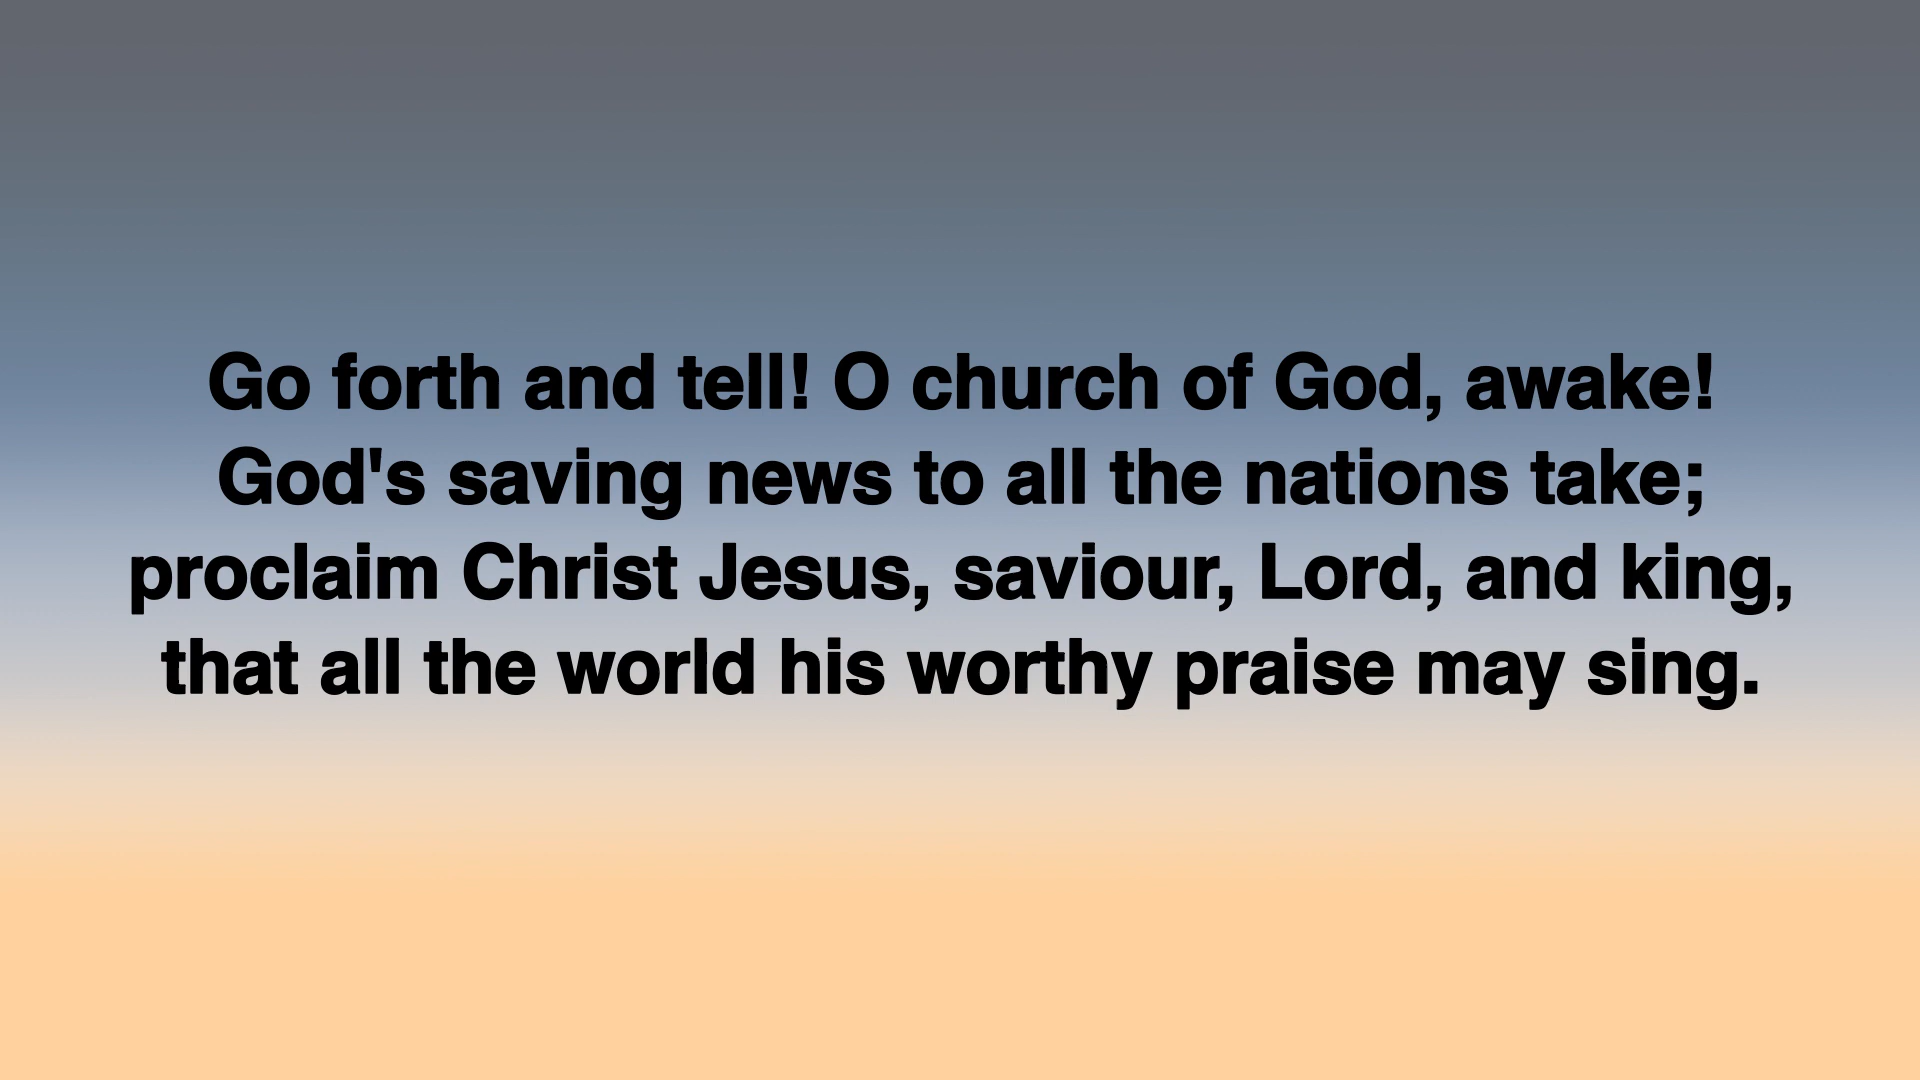 Go forth and tell! O church of God, awake!
God's saving news to all the nations take;
proclaim Christ Jesus, saviour, Lord, and king,
that all the world his worthy praise may sing.